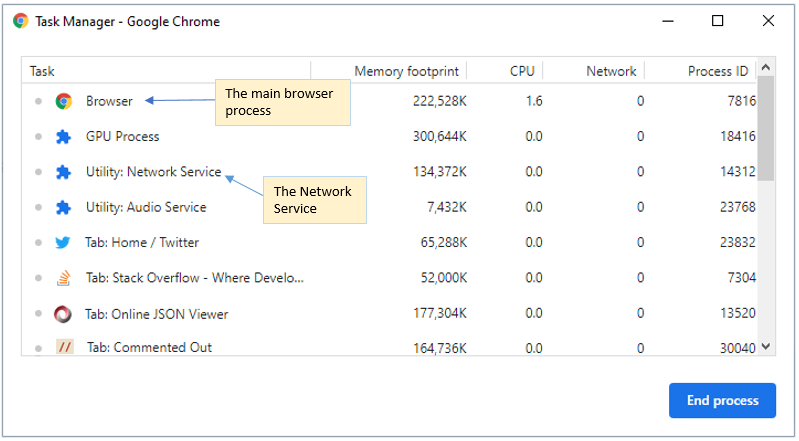 Task Manager - Google Chrome
Task Memory footprint CPU Network Process ID
Browser 222,528K 1.6 0 7816
The main browser
process
GPU Process 300,644K 0.0 0 18416
Utility: Network Service 134,372K 0.0 0 14312
The Network
Service
Utility: Audio Service 7,432K 0.0 0 23768
Tab: Home / Twitter 65,288K 0.0 0 23832
Tab: Stack Overflow - Where Develo... 52,000K 0.0 0 7304
Tab: Online JSON Viewer 177,304K 0.0 0 13520
// Tab: Commented Out 164,736K 0.0 0 30040
End process